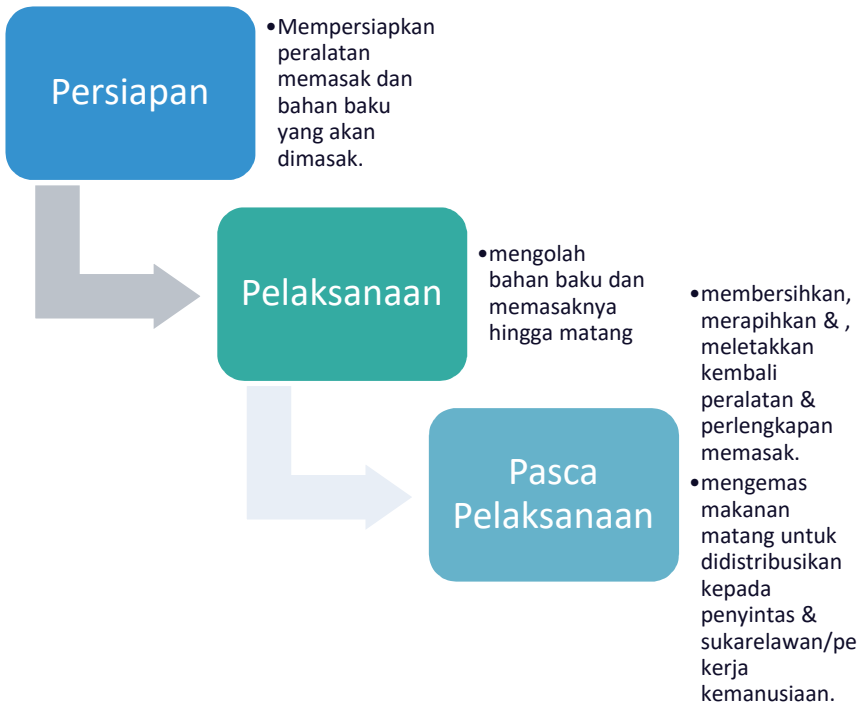 Persiapan
•Mempersiapkan
peralatan
memasak dan
bahan baku
yang akan
dimasak.
Pelaksanaan
•mengolah
bahan baku dan
memasaknya
hingga matang
Pasca
Pelaksanaan
•membersihkan,
merapihkan & ,
meletakkan
kembali
peralatan &
perlengkapan
memasak.
•mengemas
makanan
matang untuk
didistribusikan
kepada
penyintas &
sukarelawan/pe
kerja
kemanusiaan.